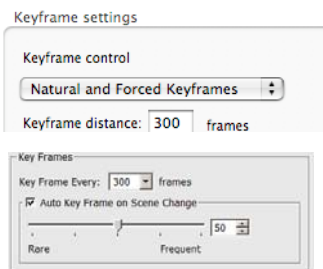 Keyframe settings
Keyframe control
Natural and Forced Keyframes
Keyframe distance: 300 frames
Key Frames
Key Frame Every: 300 frames
Auto Key Frame on Scene Change
50
Rare Frequent